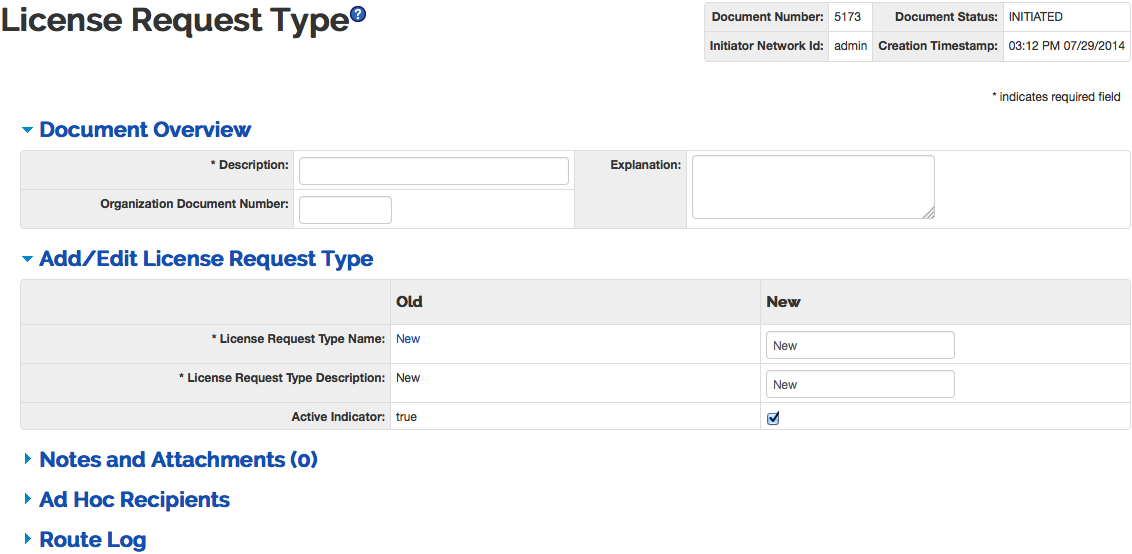 License Request Type?
Document Number: 5173 Document Status: INITIATED
Initiator Network Id: admin Creation Timestamp: 03:12 PM 07/29/2014
* indicates required field
Document Overview
* Description: Explanation:
Organization Document Number:
Add/Edit License Request Type
Old New
* License Request Type Name: New New
* License Request Type Description: New New
Active Indicator: true
Notes and Attachments (0)
Ad Hoc Recipients
Route Log